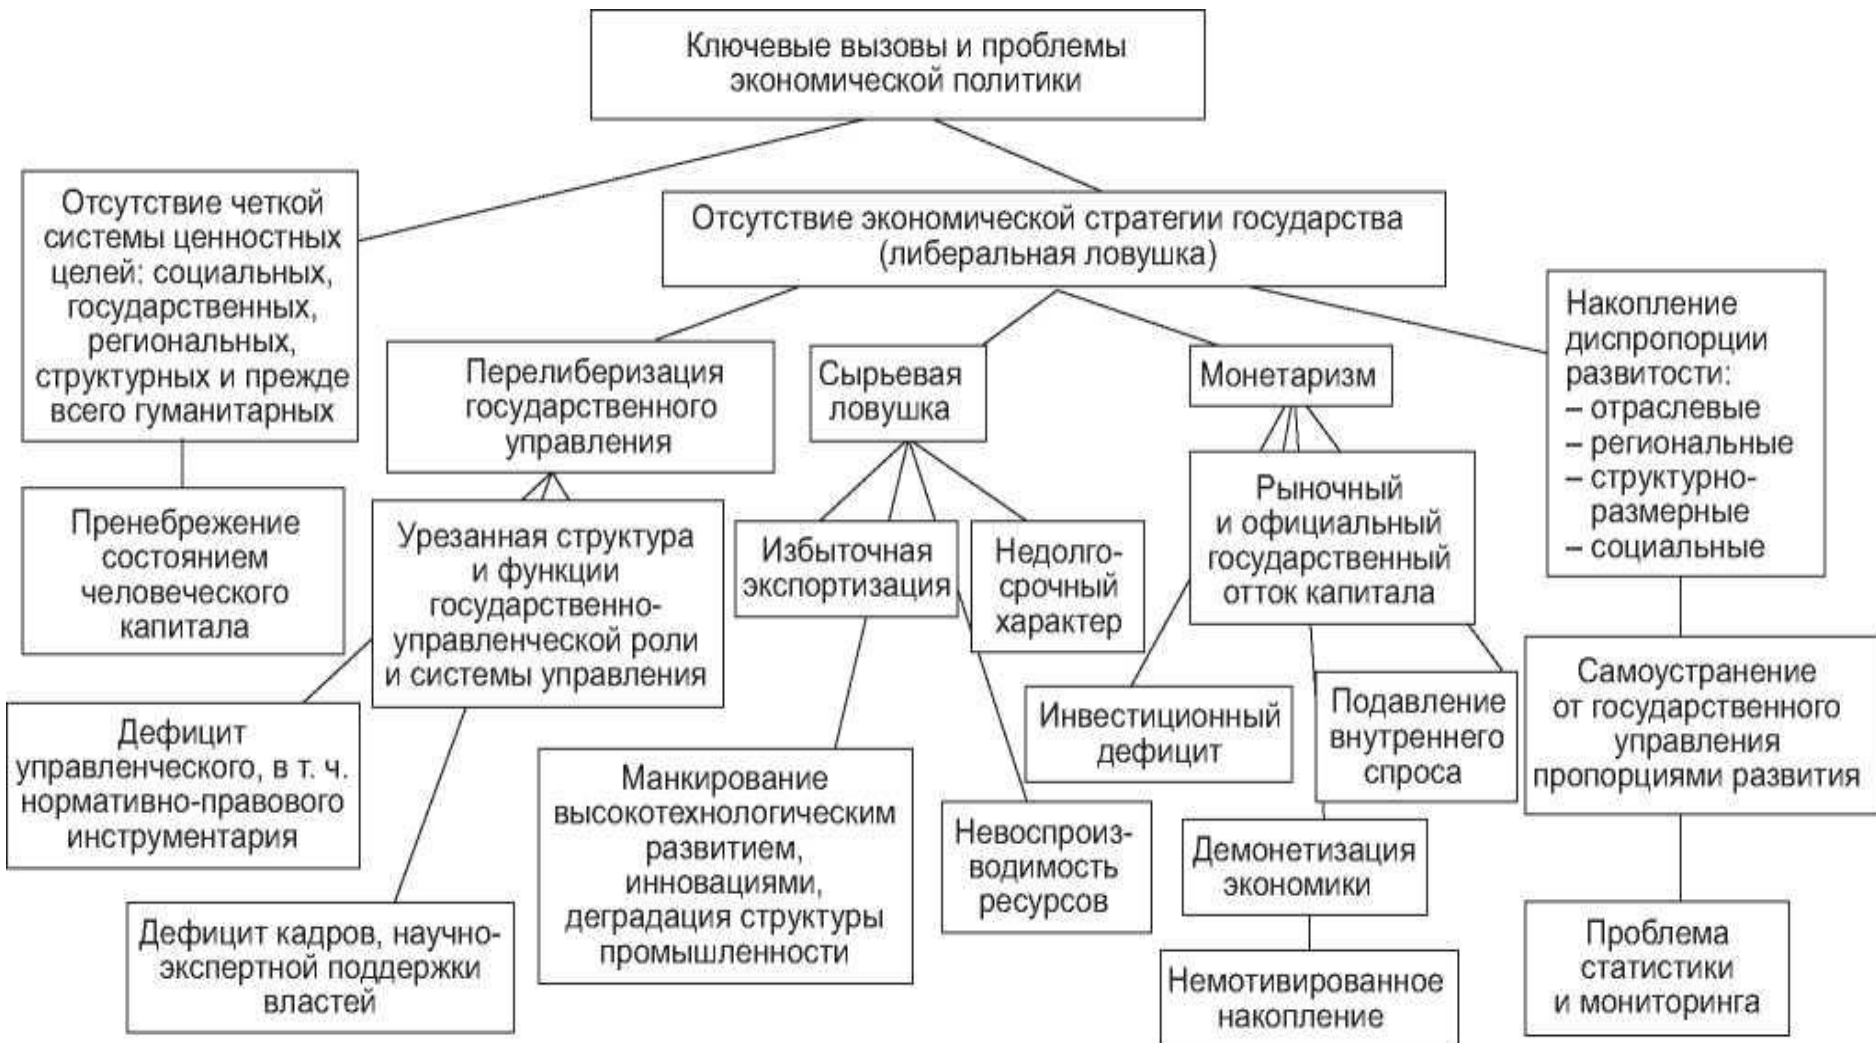 Ключевые вызовы и проблемы
экономической политики
Отсутствие четкой
системы ценностных
целей: социальных,
государственных,
региональных,
структурных и прежде
всего гуманитарных
Отсутствие экономической стратегии государства
(либеральная ловушка)
Накопление
диспропорции
развитости:
– отраслевые
– региональные
– структурно-
размерные
– социальные
Перелиберизация
государственного
управления
Сырьевая
ловушка
Монетаризм
Пренебрежение
состоянием
человеческого
капитала
Урезанная структура
и функции
государственно-
управленческой роли
и системы управления
Избыточная
экспортизация
Недолго-
срочный
характер
Рыночный
и официальный
государственный
отток капитала
Самоустранение
от государственного
управления
пропорциями развития
Дефицит
управленческого, в т. ч.
нормативно-правового
инструментария
Инвестиционный
дефицит
Подавление
внутреннего
спроса
Манкирование
высокотехнологическим
развитием,
инновациями,
деградация структуры
промышленности
Невоспроиз-
водимость
ресурсов
Демонетизация
экономики
Дефицит кадров, научно-
экспертной поддержки
властей
Немотивированное
накопление
Проблема
статистики
и мониторинга